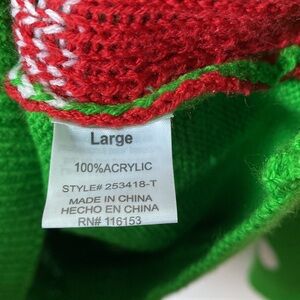 Large
100%ACRYLIC
STYLE# 253418-T
MADE IN CHINA
HECHO EN CHINA
RN# 116153